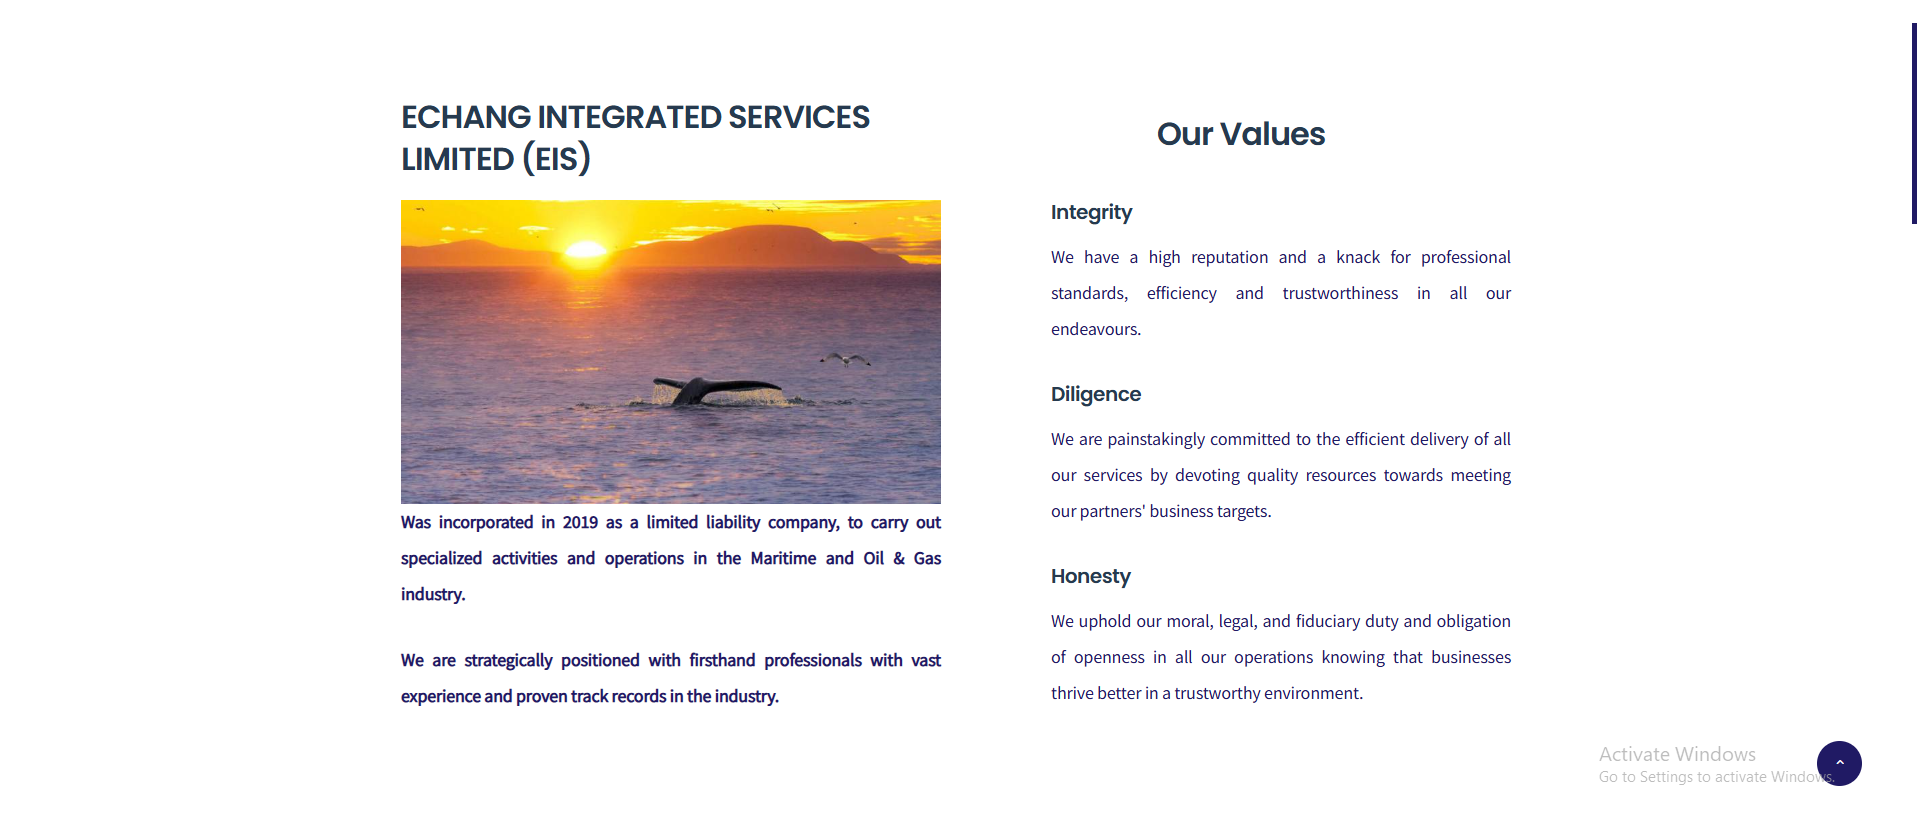 ECHANG INTEGRATED SERVICES
LIMITED (EIS)
Was incorporated in 2019 as a limited liability company, to carry out
specialized activities and operations in the Maritime and Oil & Gas
industry.
We are strategically positioned with firsthand professionals with vast
experience and proven track records in the industry.
Our Values
Integrity
We have a high reputation and a knack for professional
standards, efficiency and trustworthiness in all our
endeavours.
Diligence
We are painstakingly committed to the efficient delivery of all
our services by devoting quality resources towards meeting
our partners' business targets.
Honesty
We uphold our moral, legal, and fiduciary duty and obligation
of openness in all our operations knowing that businesses
thrive better in a trustworthy environment.
Activate Windows
Go to Settings to activate Windows.